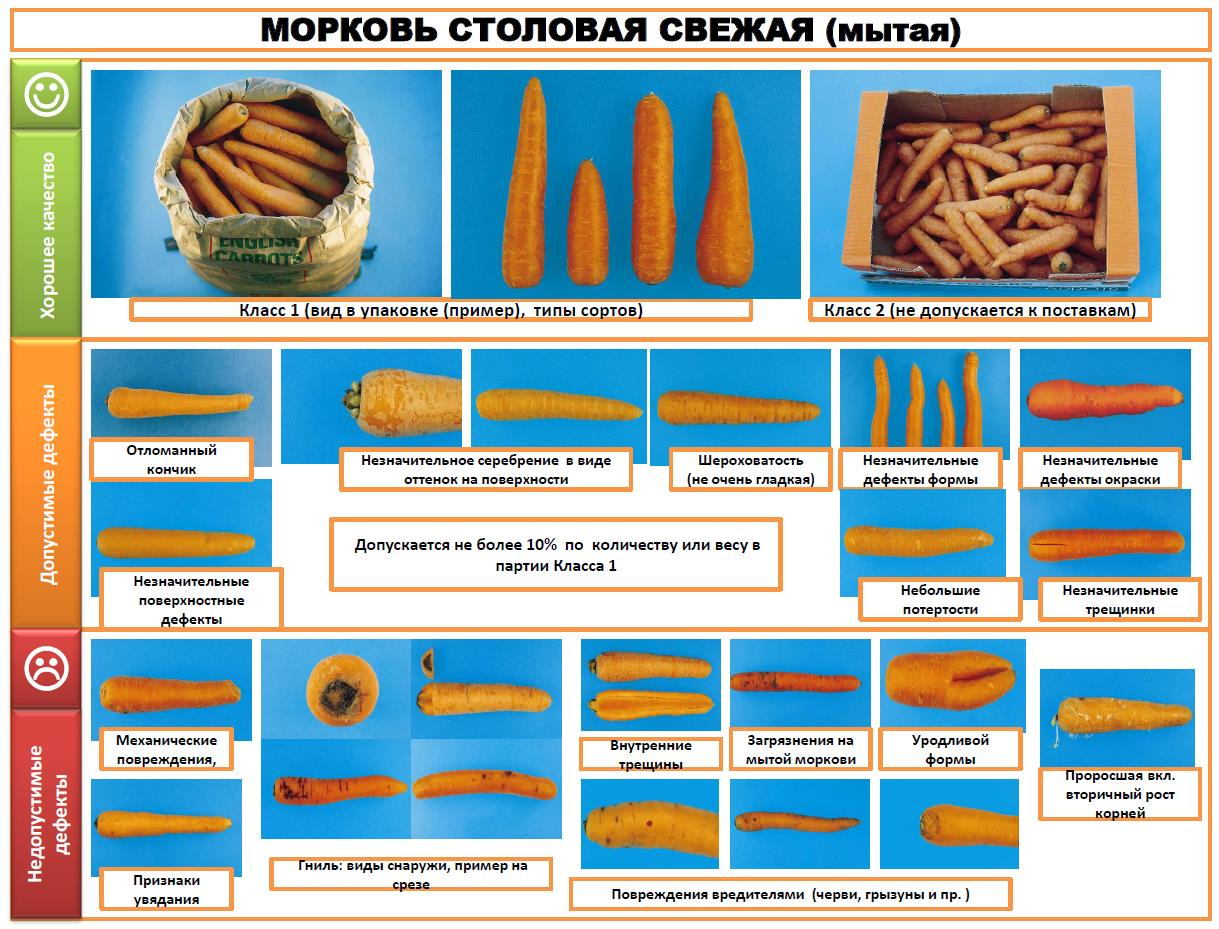 МОРКОВЬ СТОЛОВАЯ СВЕЖАЯ (мытая)
Хорошее качество
ENGLISH
CARROTS
Класс 1 (вид в упаковке (пример), типы сортов)
Класс 2 (не допускается к поставкам)
Допустимые дефекты
Отломанный
кончик
Незначительное серебрение в виде
оттенок на поверхности
Шероховатость
(не очень гладкая)
Незначительные
дефекты формы
Незначительные
дефекты окраски
Незначительные
поверхностные
дефекты
Допускается не более 10% по количеству или весу в
партии Класса 1
Небольшие
потертости
Незначительные
трещинки
Недопустимые
дефекты
Механические
повреждения,
Внутренние
трещины
Загрязнения на
мытой моркови
Уродливой
формы
Проросшая вкл.
вторичный рост
корней
Признаки
увядания
Гниль: виды снаружи, пример на
срезе
Повреждения вредителями (черви, грызуны и пр. )